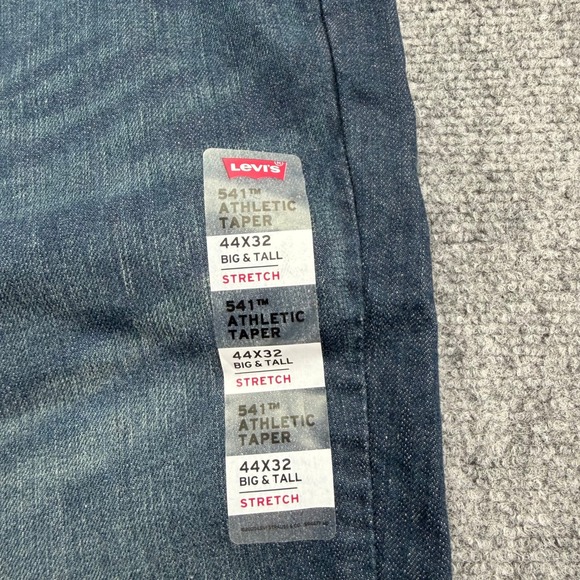 Levi's
541™
ATHLETIC
TAPER
44X32
BIG & TALL
STRETCH
541™
ATHLETIC
TAPER
44X32
BIG & TALL
STRETCH
541™
ATHLETIC
TAPER
44X32
BIG & TALL
STRETCH